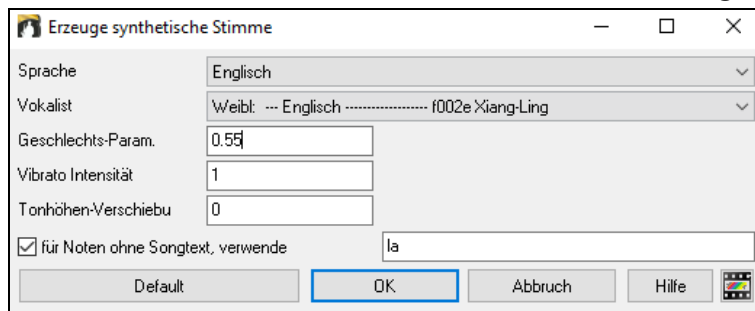 Erzeuge synthetische Stimme
Sprache Englisch
Vokalist Weibl: --- Englisch ------------------- f002e Xiang-Ling
Geschlechts-Param. 0.55
Vibrato Intensität 1
Tonhöhen-Verschiebu 0
für Noten ohne Songtext, verwende la
Default OK Abbruch Hilfe